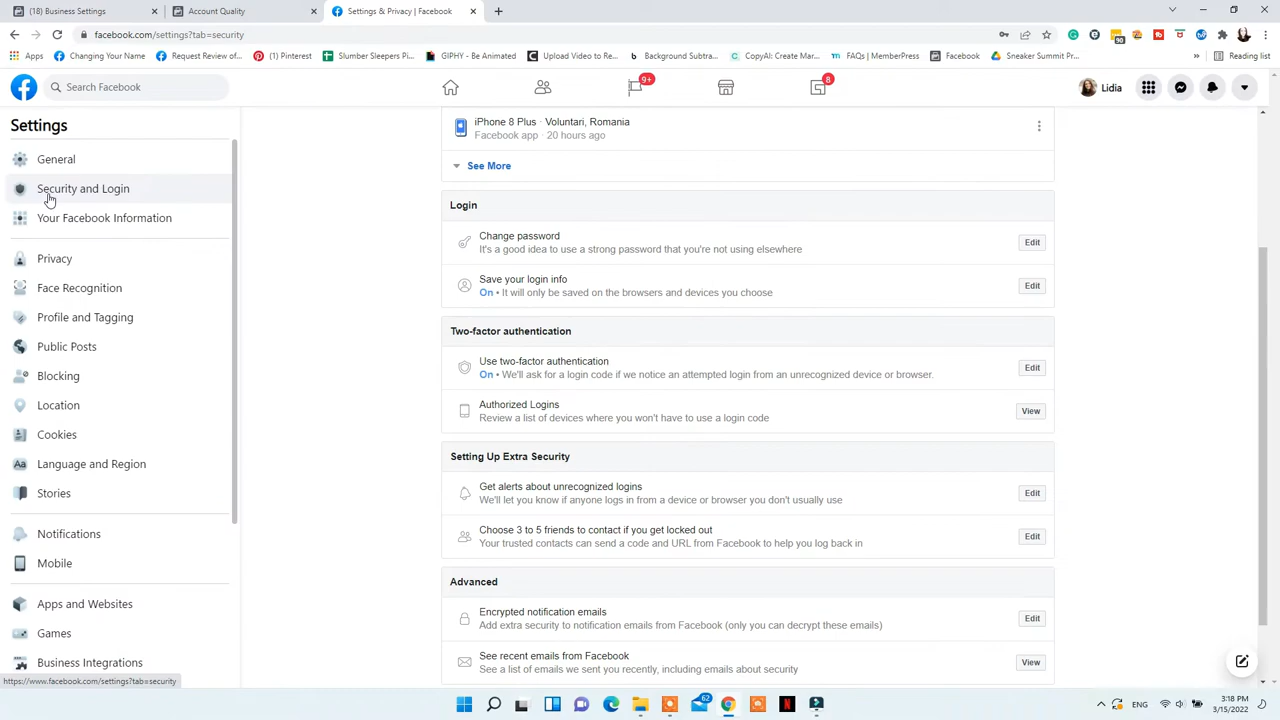 (18) Business Settings
Account Quality
Settings & Privacy | Facebook
facebook.com/settings?tab=security
Apps
Changing Your Name
Request Review of...
Pinterest
Slumber Sleepers Pi...
GIPHY - Be Animated
Upload Video to Re...
Background Subtra...
CopyAI: Create Mar...
FAQs | MemberPress
Facebook
Sneaker Summit Pr...
Reading list
Search Facebook
9+
8
Lidia
Settings
General
Security and Login
Your Facebook Information
Privacy
Face Recognition
Profile and Tagging
Public Posts
Blocking
Location
Cookies
Language and Region
Stories
Notifications
Mobile
Apps and Websites
Games
Business Integrations
https://www.facebook.com/settings?tab=security
iPhone 8 Plus · Voluntari, Romania
Facebook app · 20 hours ago
See More
Login
Change password
It's a good idea to use a strong password that you're not using elsewhere
Edit
Save your login info
On • It will only be saved on the browsers and devices you choose
Edit
Two-factor authentication
Use two-factor authentication
On • We'll ask for a login code if we notice an attempted login from an unrecognized device or browser.
Edit
Authorized Logins
Review a list of devices where you won't have to use a login code
View
Setting Up Extra Security
Get alerts about unrecognized logins
We'll let you know if anyone logs in from a device or browser you don't usually use
Edit
Choose 3 to 5 friends to contact if you get locked out
Your trusted contacts can send a code and URL from Facebook to help you log back in
Edit
Advanced
Encrypted notification emails
Add extra security to notification emails from Facebook (only you can decrypt these emails)
Edit
See recent emails from Facebook
See a list of emails we sent you recently, including emails about security
View
62
ENG
3:18 PM
3/15/2022